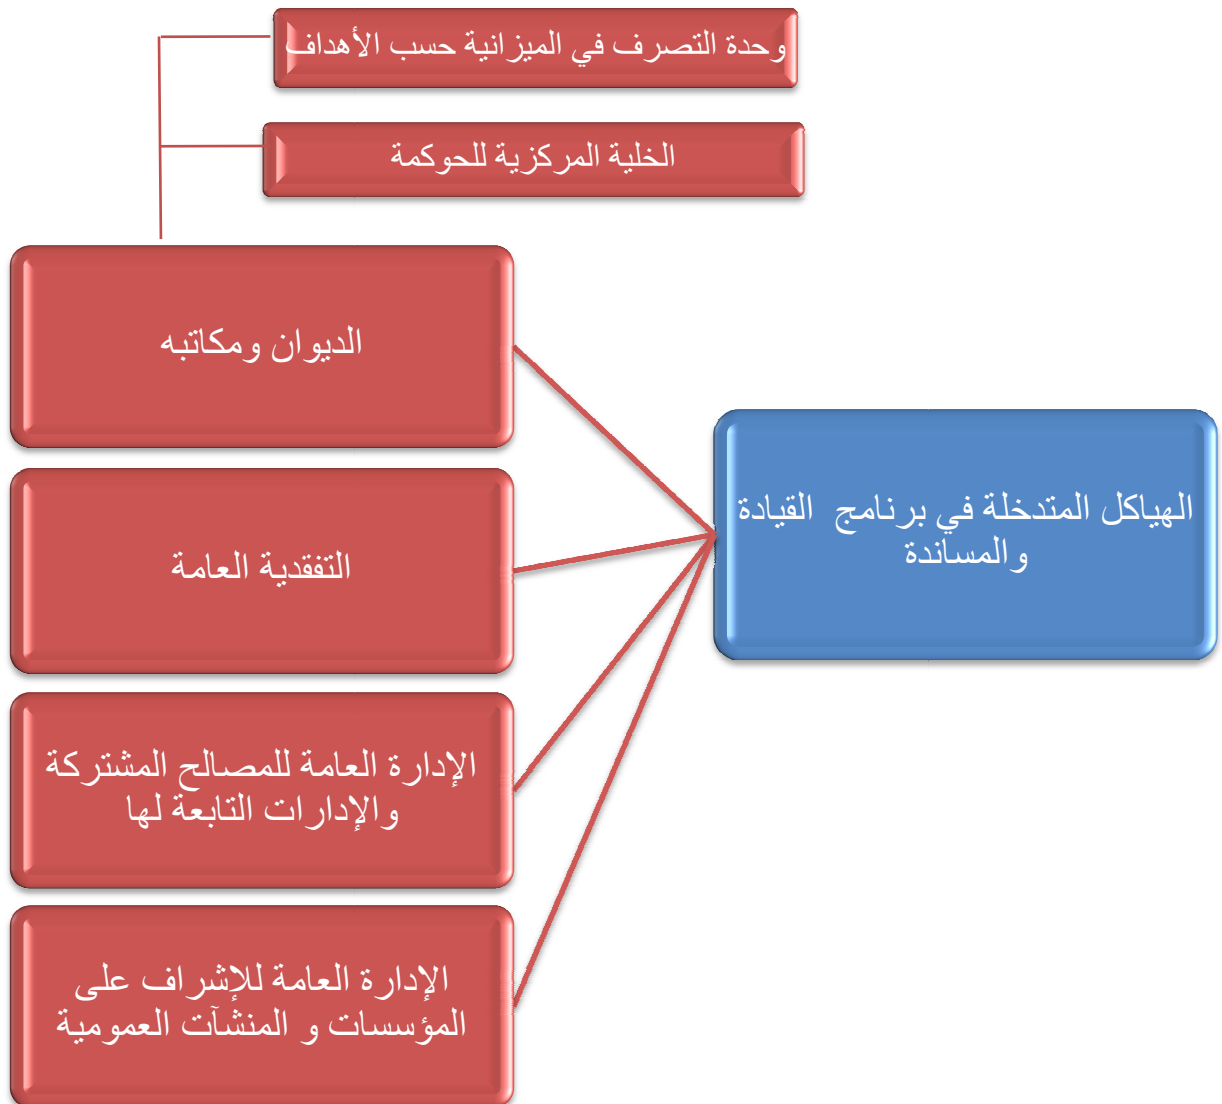 وحدة التصرف في الميزانية حسب الأهداف
الخلية المركزية للحوكمة
الديوان ومكاتبه
الهياكل المتدخلة في برنامج القيادة
والمساندة
التفقدية العامة
الإدارة العامة للمصالح المشتركة
والإدارات التابعة لها
الإدارة العامة للإشراف على
المؤسسات و المنشآت العمومية